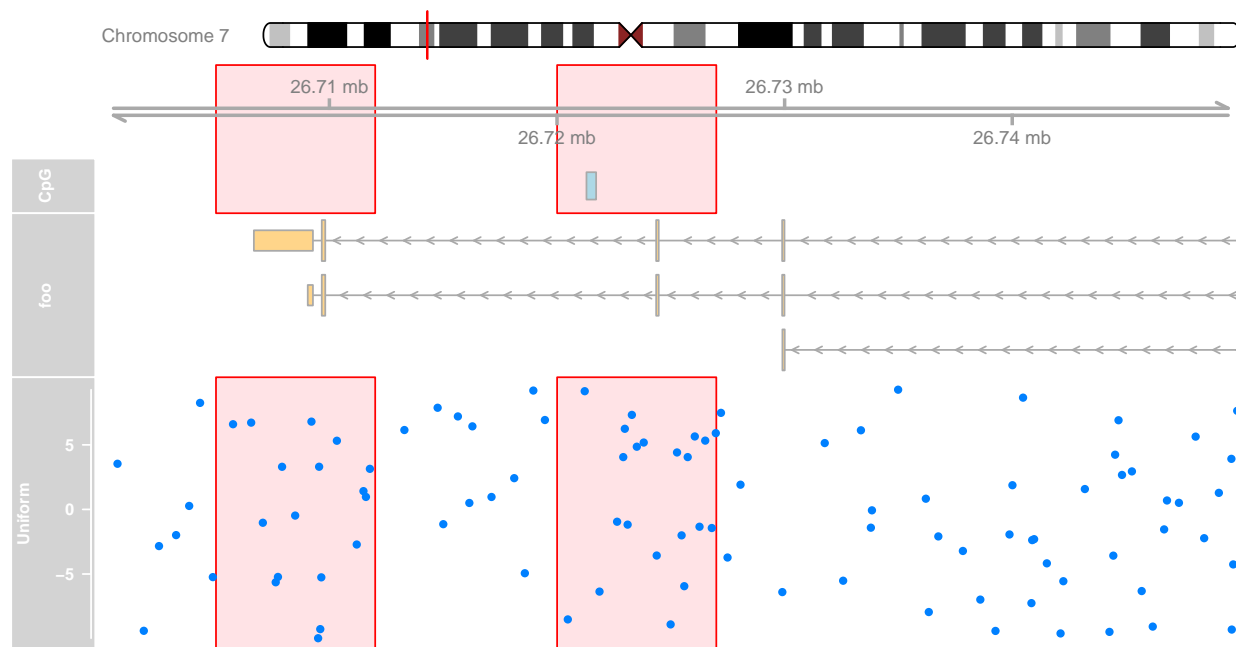 Chromosome 7
26.71 mb
26.73 mb
26.72 mb
26.74 mb
CpG
foo
Uniform
5
0
−5